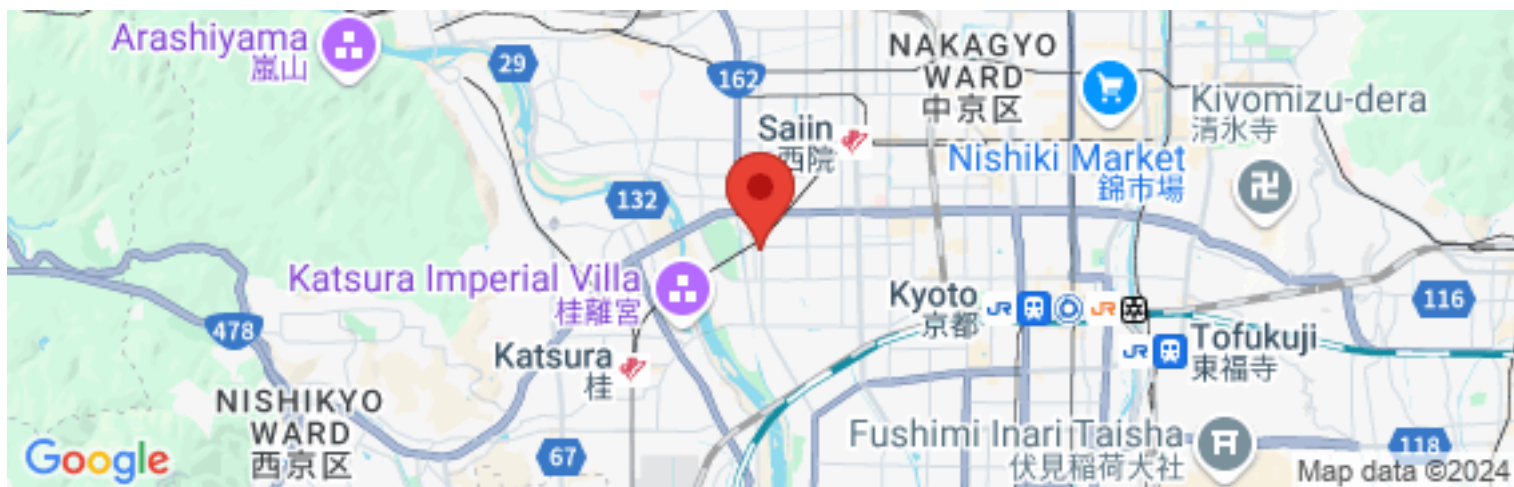 Arashiyama
嵐山
29
162
NAKAGYO
WARD
中京区
Kiyomizu-dera
清水寺
Saiin
西院
Nishiki Market
錦市場
132
Katsura Imperial Villa
桂離宮
478
Kyoto
京都
JR
JR
116
Katsura
桂
JR
Tofukuji
東福寺
NISHIKYO
WARD
西京区
67
Fushimi Inari Taisha
伏見稲荷大社
118
Google
Map data ©2024